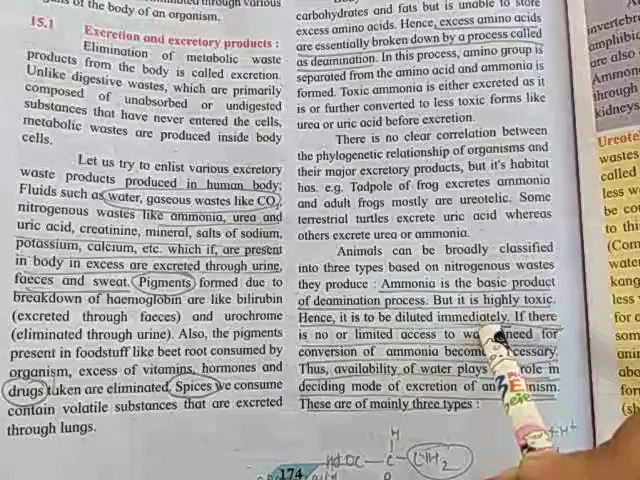 of the body of an organism.
15.1 Excretion and excretory products :
Elimination of metabolic waste
products from the body is called excretion.
Unlike digestive wastes, which are primarily
composed of unabsorbed or undigested
substances that have never entered the cells,
metabolic wastes are produced inside body
cells.
Let us try to enlist various excretory
waste products produced in human body;
Fluids such as water, gaseous wastes like CO2,
nitrogenous wastes like ammonia, urea and
uric acid, creatinine, mineral, salts of sodium,
potassium, calcium, etc. which if, are present
in body in excess are excreted through urine,
faeces and sweat. Pigments formed due to
breakdown of haemoglobin are like bilirubin
(excreted through faeces) and urochrome
(eliminated through urine). Also, the pigments
present in foodstuff like beet root consumed by
organism, excess of vitamins, hormones and
drugs taken are eliminated. Spices we consume
contain volatile substances that are excreted
through lungs.
carbohydrates and fats but is unable to store
excess amino acids. Hence, excess amino acids
are essentially broken down by a process called
as deamination. In this process, amino group is
separated from the amino acid and ammonia is
formed. Toxic ammonia is either excreted as it
is or further converted to less toxic forms like
urea or uric acid before excretion.
There is no clear correlation between
the phylogenetic relationship of organisms and
their major excretory products, but it's habitat
has. e.g. Tadpole of frog excretes ammonia
and adult frogs mostly are ureotelic. Some
terrestrial turtles excrete uric acid whereas
others excrete urea or ammonia.
Animals can be broadly classified
into three types based on nitrogenous wastes
they produce : Ammonia is the basic product
of deamination process. But it is highly toxic.
Hence, it is to be diluted immediately. If there
is no or limited access to need for
conversion of ammonia
Thus, availability of water plays role in
deciding mode of excretion of an
These are of mainly three types :
174
H
C
NH2
are also
Ammon
through
kidneys
Ureote
wastes
called
less w
to thi
(Com
water
kang
less
for